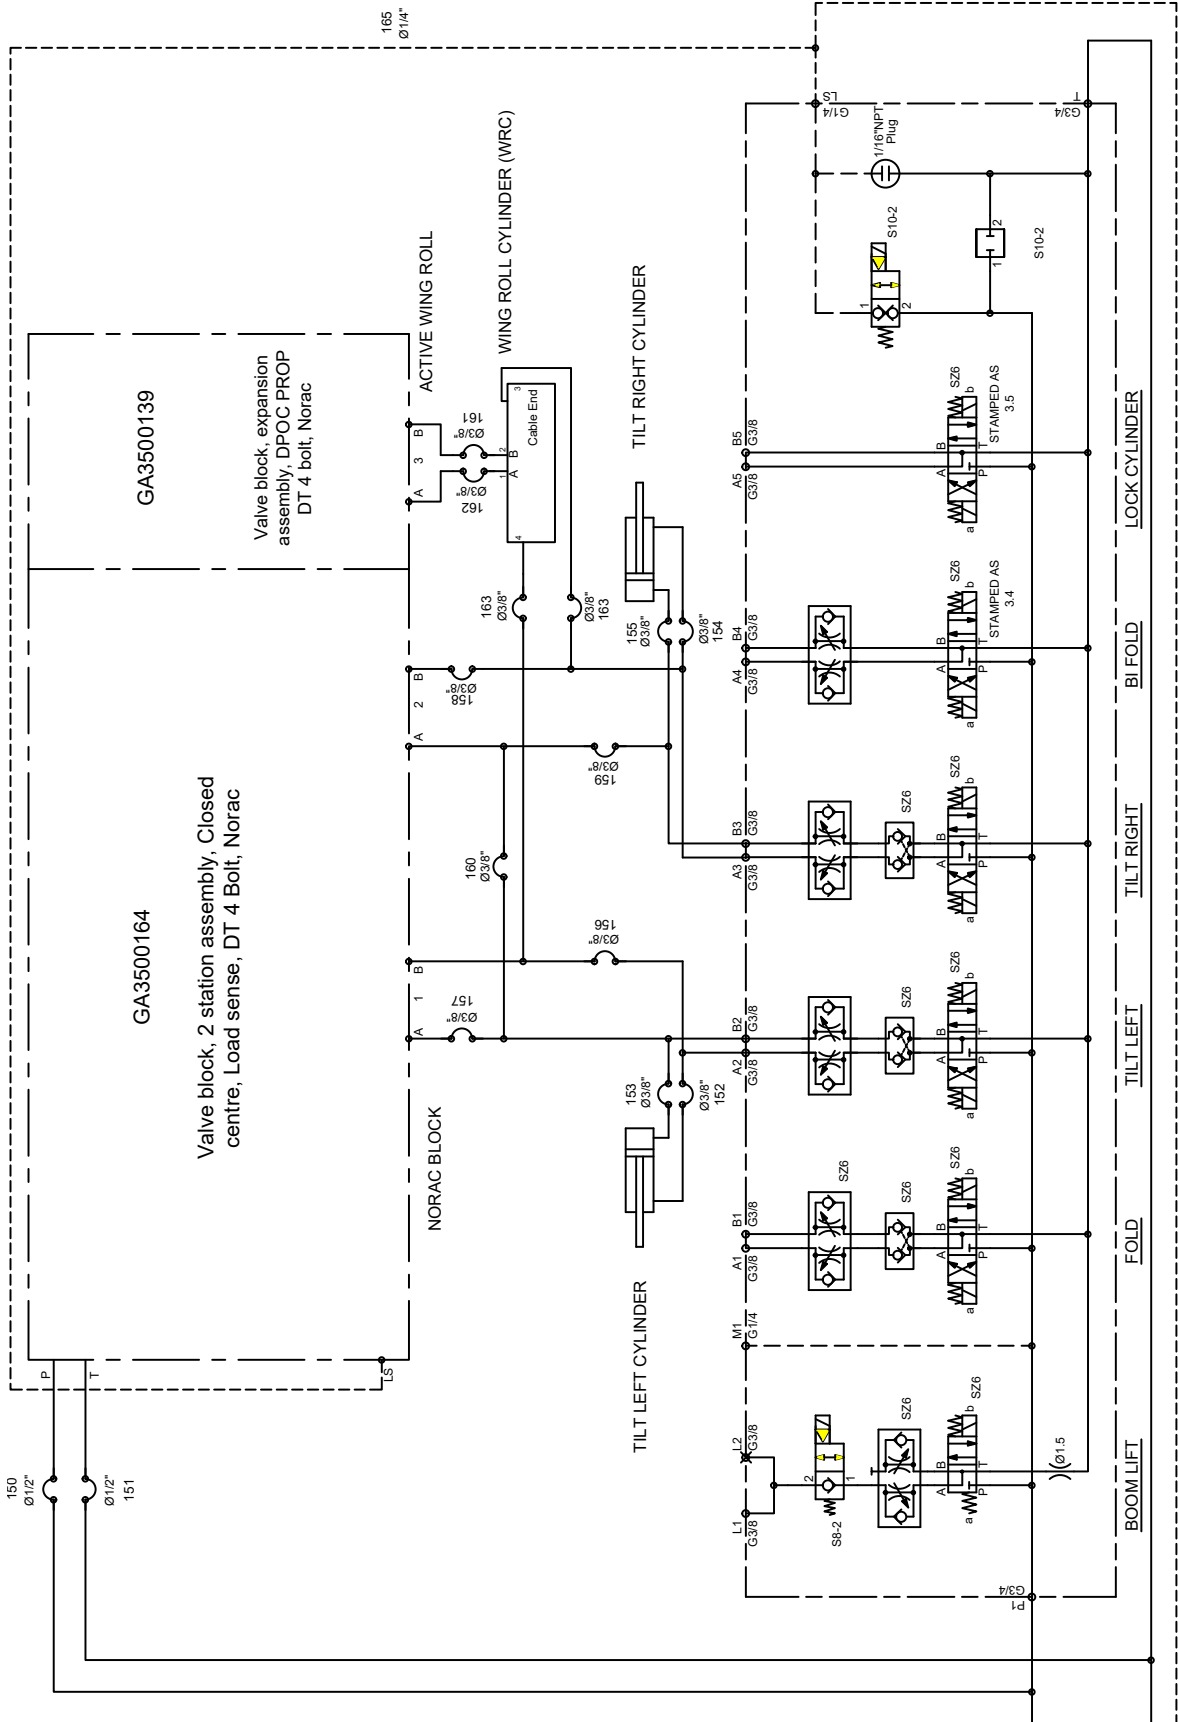 165
Ø1/4"
GA3500139
Valve block, expansion
assembly, DPOC PROP
DT 4 bolt, Norac
GA3500164
Valve block, 2 station assembly, Closed
centre, Load sense, DT 4 Bolt, Norac
ACTIVE WING ROLL
WING ROLL CYLINDER (WRC)
NORAC BLOCK
P
T
LS
150
Ø1/2"
Ø1/2"
151
A
1
B
A
2
B
A
3
B
157
Ø3/8"
158
Ø3/8"
162
Ø3/8"
161
Ø3/8"
1
A
2
B
3
4
Cable End
160
Ø3/8"
163
Ø3/8"
Ø3/8"
163
156
Ø3/8"
159
Ø3/8"
TILT LEFT CYLINDER
153
Ø3/8"
Ø3/8"
152
TILT RIGHT CYLINDER
155
Ø3/8"
Ø3/8"
154
L1
G3/8
L2
G3/8
M1
G1/4
A1
G3/8
B1
G3/8
A2
G3/8
B2
G3/8
A3
G3/8
B3
G3/8
A4
G3/8
B4
G3/8
A5
G3/8
B5
G3/8
LS
G1/4
T
G3/4
P1
G3/4
1/16"NPT
Plug
S8-2
2
1
SZ6
A
B
P
T
a
b
SZ6
Ø1.5
BOOM LIFT
SZ6
SZ6
A
B
P
T
a
b
SZ6
FOLD
SZ6
A
B
P
T
a
b
SZ6
TILT LEFT
SZ6
A
B
P
T
a
b
SZ6
TILT RIGHT
A
B
P
T
a
b
SZ6
STAMPED AS
3.4
BI FOLD
A
B
P
T
a
b
SZ6
STAMPED AS
3.5
LOCK CYLINDER
1
2
S10-2
1
2
S10-2